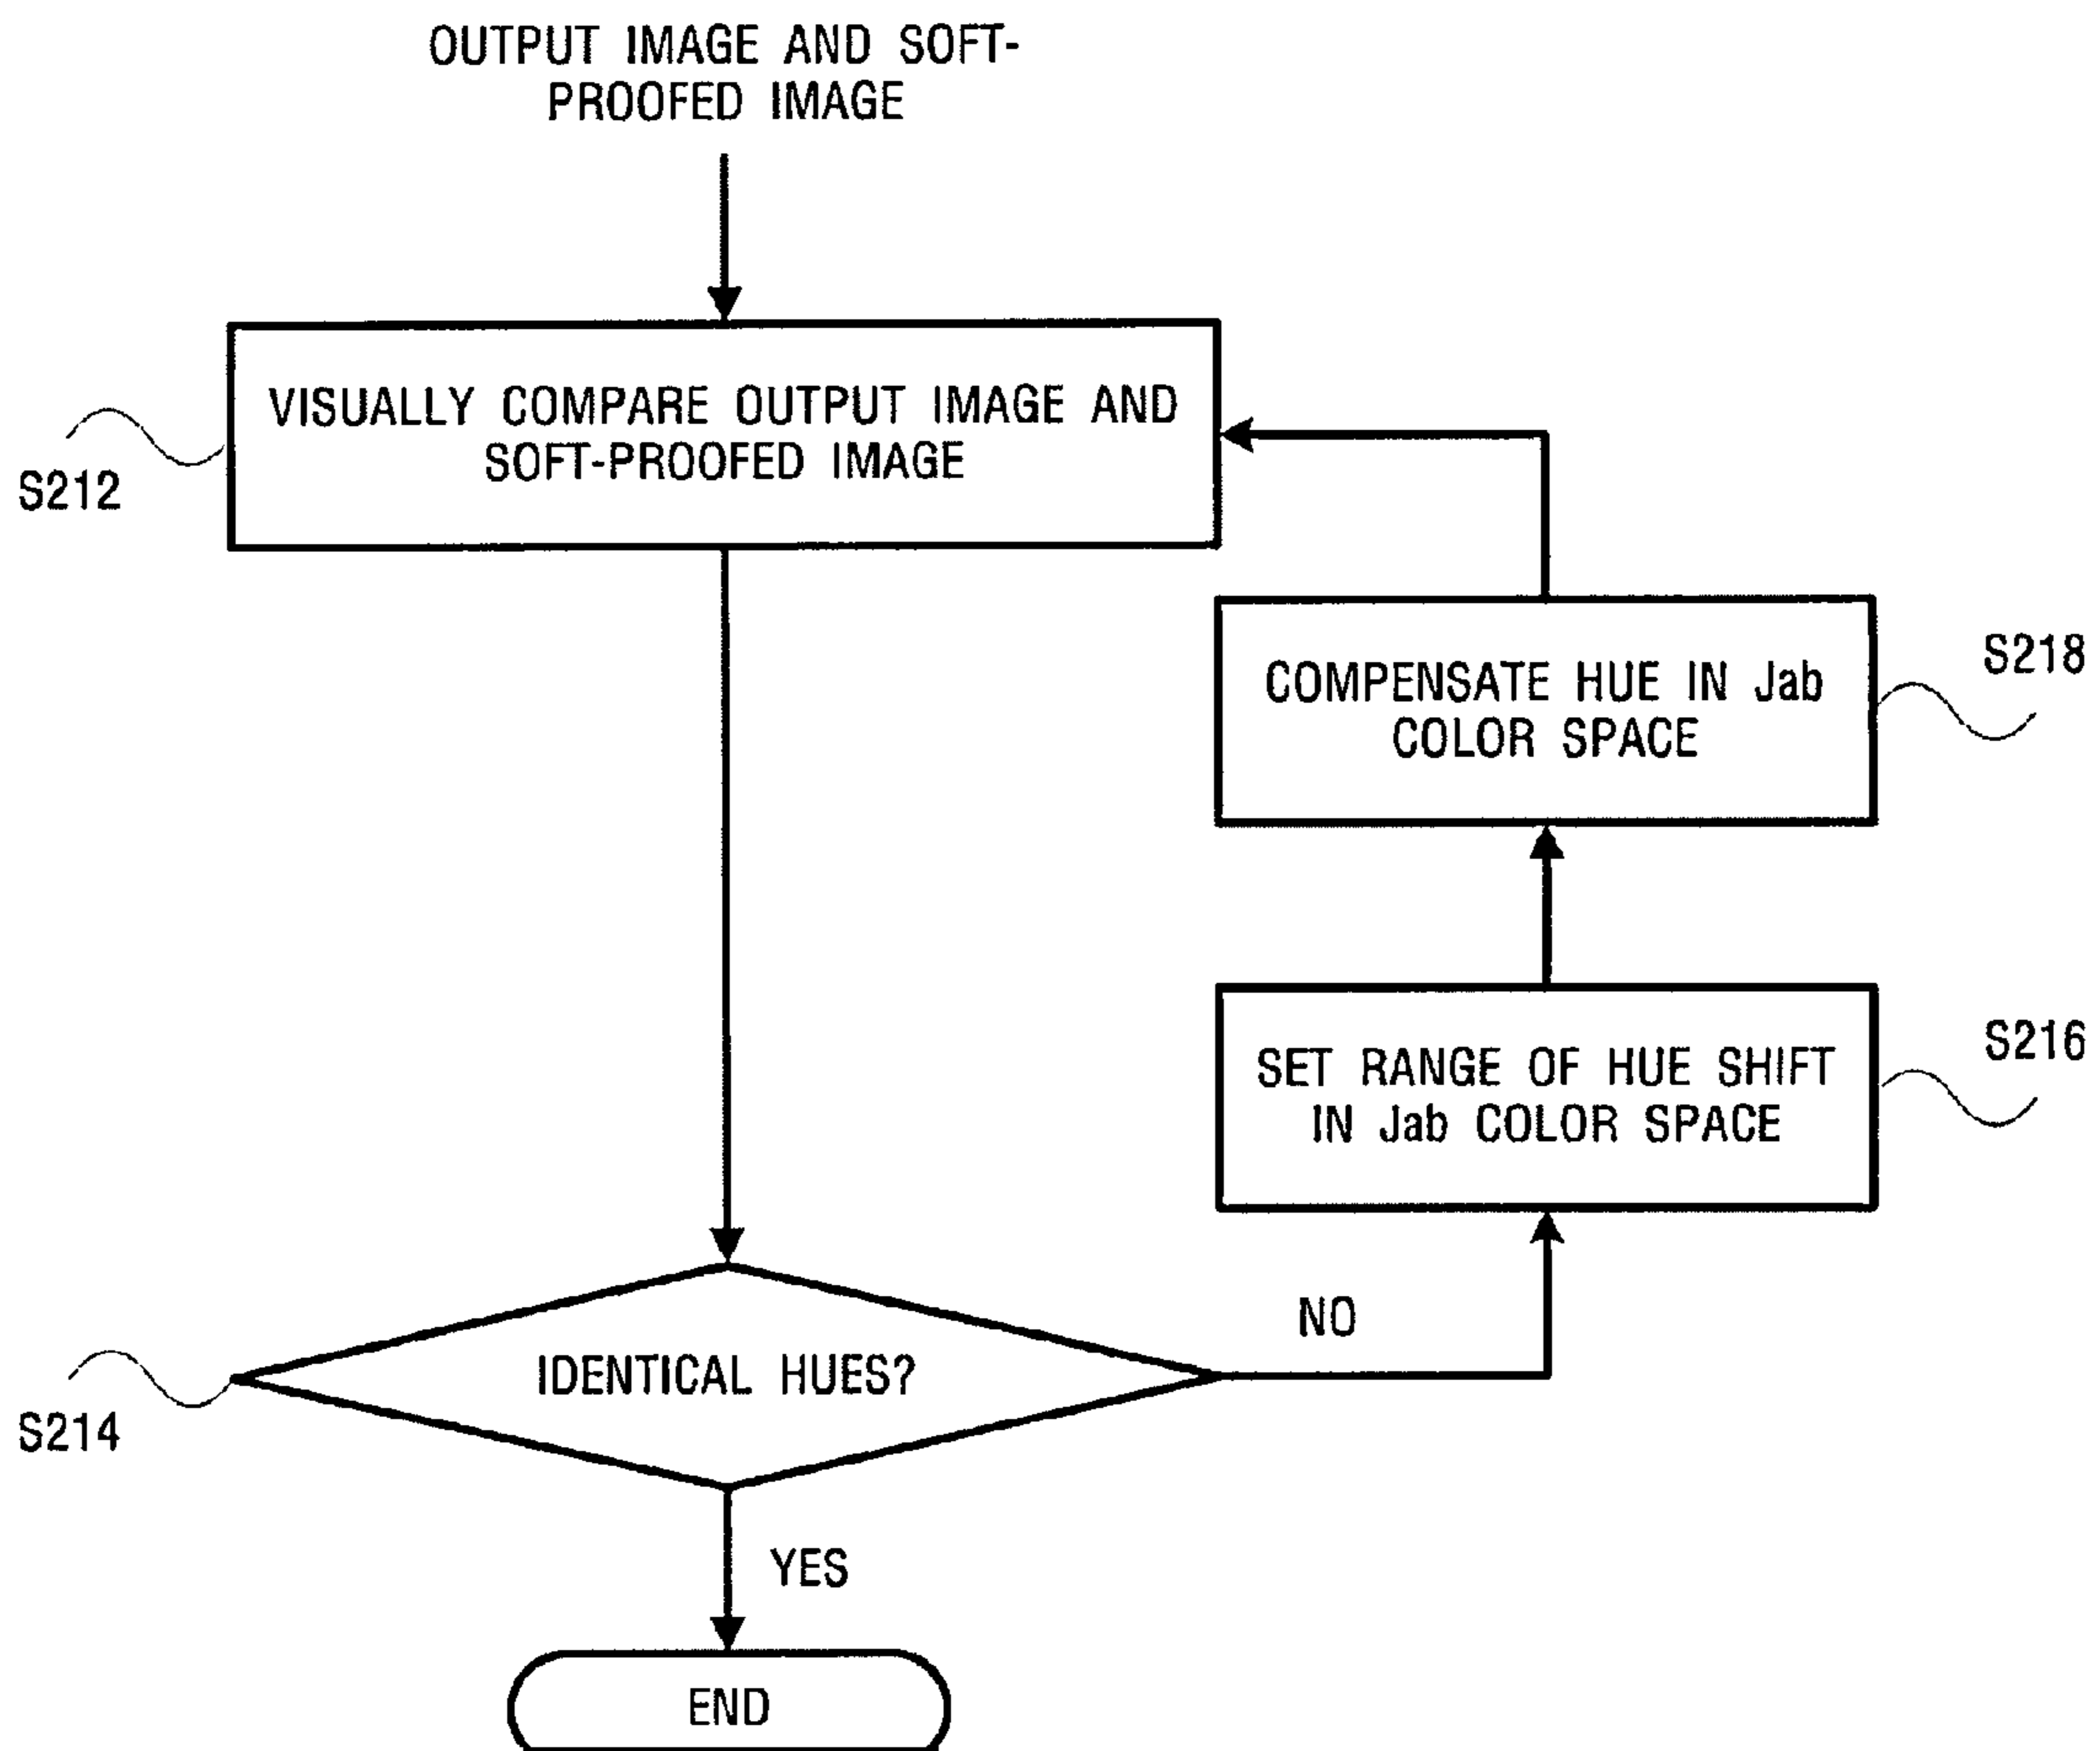 OUTPUT IMAGE AND SOFT-
PROOFED IMAGE
VISUALLY COMPARE OUTPUT IMAGE AND
SOFT-PROOFED IMAGE
S212
COMPENSATE HUE IN Jab
COLOR SPACE
S218
SET RANGE OF HUE SHIFT
IN Jab COLOR SPACE
S216
IDENTICAL HUES?
S214
NO
YES
END